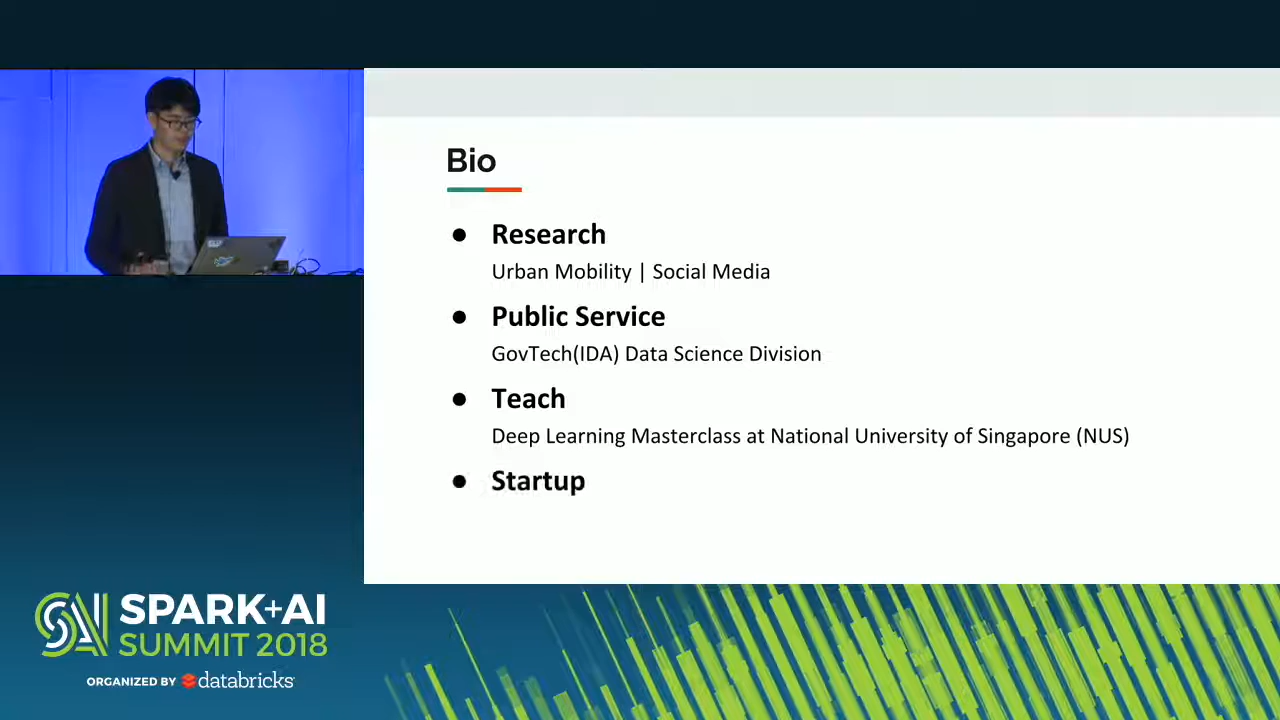 Bio
Research
Urban Mobility | Social Media
Public Service
GovTech(IDA) Data Science Division
Teach
Deep Learning Masterclass at National University of Singapore (NUS)
Startup
SAI SPARK+AI
SUMMIT 2018
ORGANIZED BY databricks